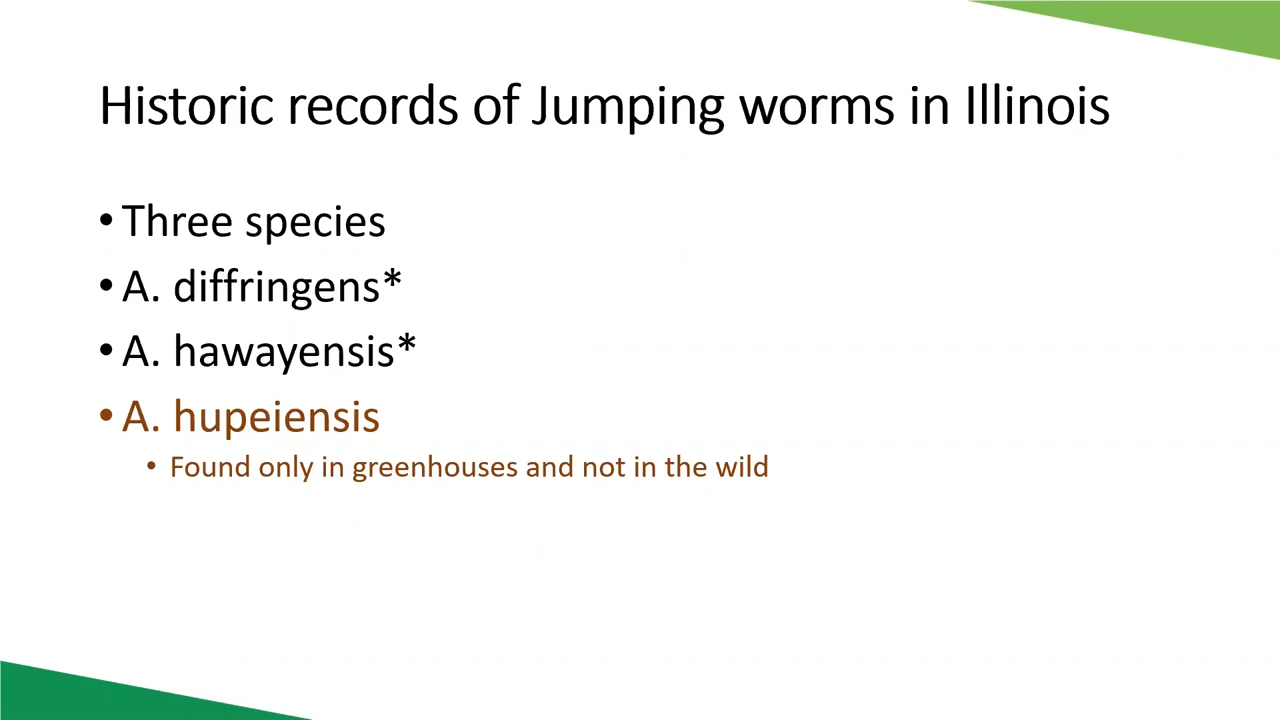 Historic records of Jumping worms in Illinois
• Three species
• A. diffringens*
• A. hawayensis*
• A. hupeiensis
• Found only in greenhouses and not in the wild